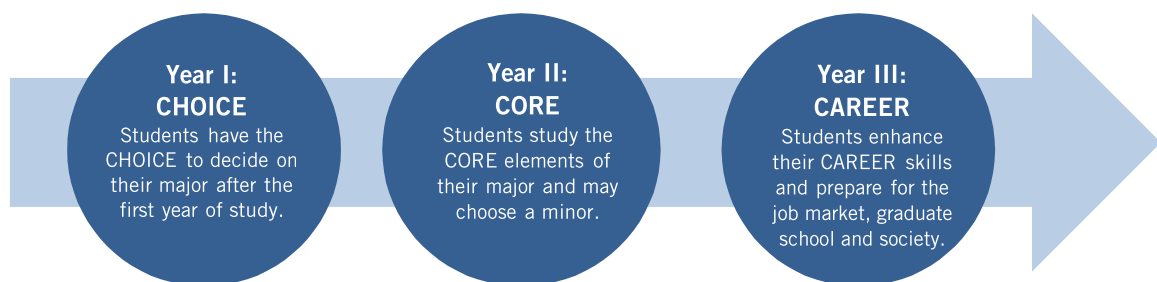 Year I:
CHOICE
Students have the
CHOICE to decide on
their major after the
first year of study.
Year II:
CORE
Students study the
CORE elements of
their major and may
choose a minor.
Year III:
CAREER
Students enhance
their CAREER skills
and prepare for the
job market, graduate
school and society.